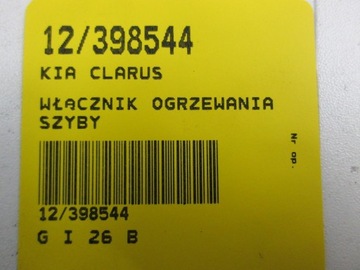 12/398544
KIA CLARUS
WŁĄCZNIK OGRZEWANIA
SZYBY
Nr op.
12/398544
G I 26 B